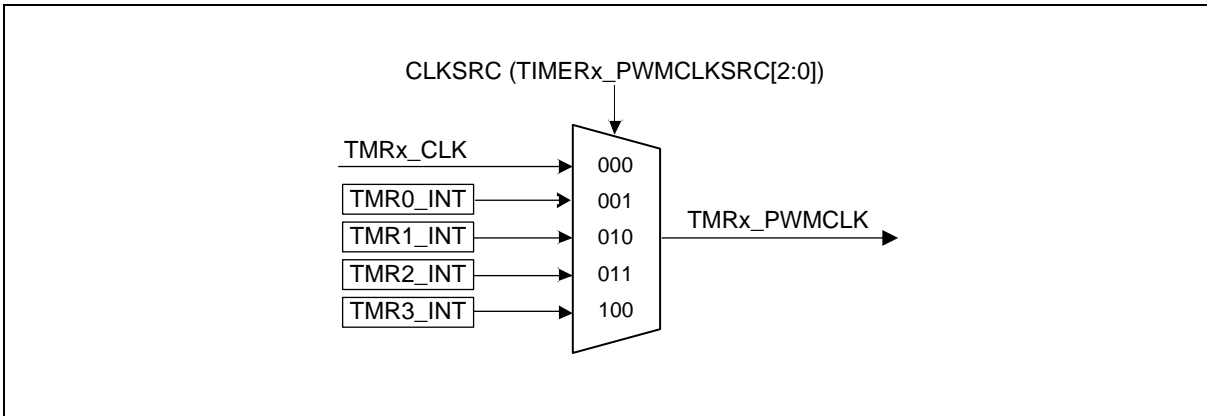 CLKSRC (TIMERx_PWMCLKSRC[2:0])
TMRx_CLK
000
TMR0_INT
001
TMRx_PWMCLK
TMR1_INT
010
TMR2_INT
011
TMR3_INT
100